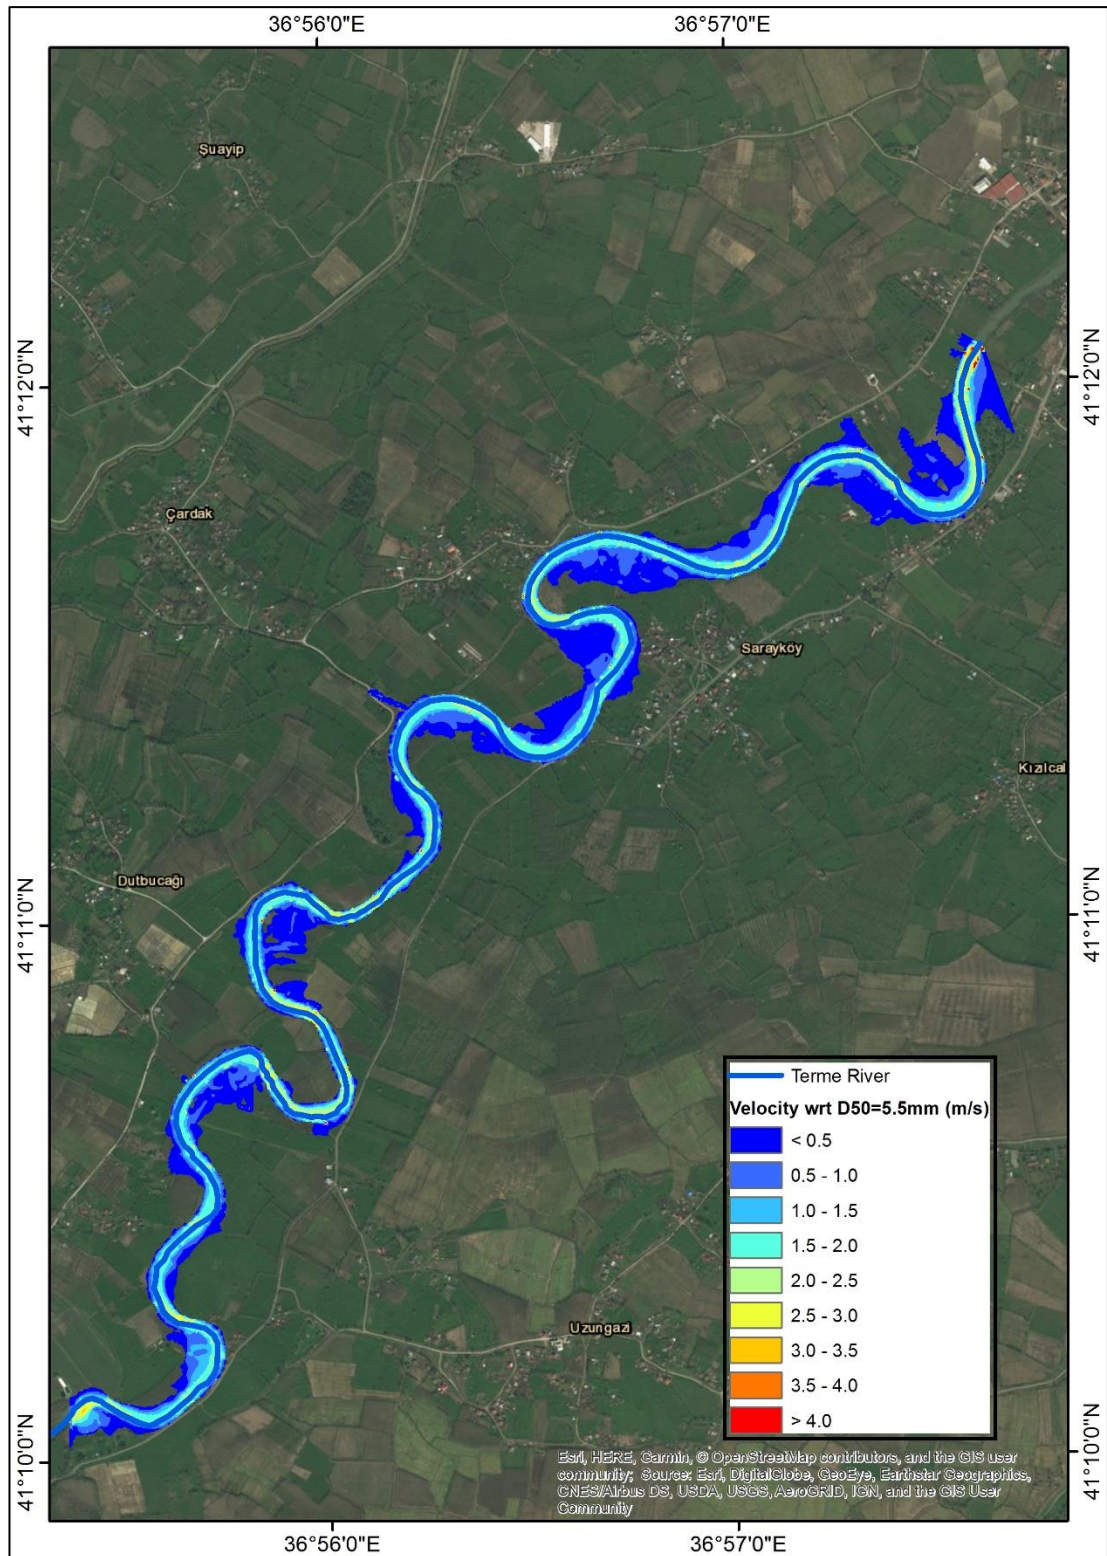 36°56'0"E
36°57'0"E
Şuayip
41°12'0"N
41°12'0"N
Çardak
Sarayköy
Kızılcal
Dutbucağı
41°11'0"N
41°11'0"N
Terme River
Velocity wrt D50=5.5mm (m/s)
< 0.5
0.5 - 1.0
1.0 - 1.5
1.5 - 2.0
2.0 - 2.5
2.5 - 3.0
3.0 - 3.5
3.5 - 4.0
> 4.0
Uzungazi
41°10'0"N
41°10'0"N
Esri, HERE, Garmin, © OpenStreetMap contributors, and the GIS user
community; Source: Esri, DigitalGlobe, GeoEye, Earthstar Geographics,
CNES/Airbus DS, USDA, USGS, AeroGRID, IGN, and the GIS User
Community
36°56'0"E
36°57'0"E